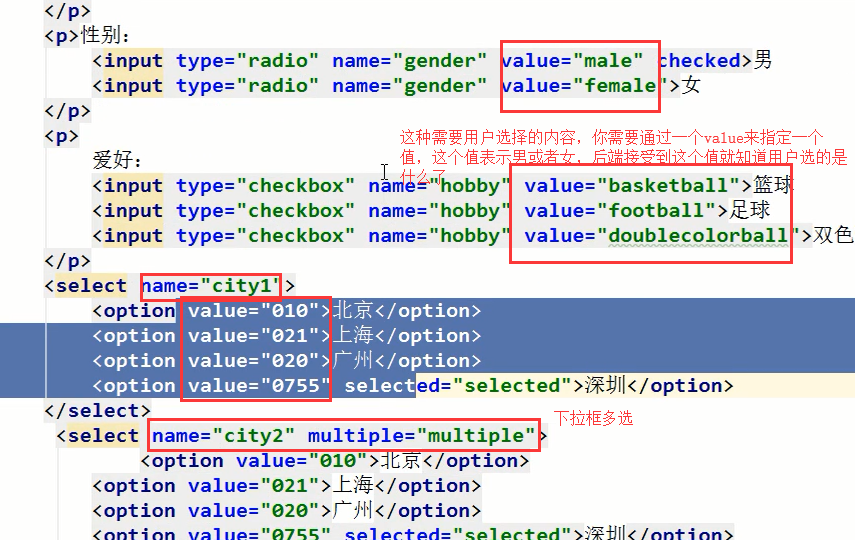 </p>
<p>性别：
<input type="radio" name="gender" value="male" checked>男
<input type="radio" name="gender" value="female">女
</p>
<p>
这种需要用户选择的内容，你需要通过一个value来指定一个
值，这个值表示男或者女，后端接受到这个值就知道用户选的是
什么了
爱好：
<input type="checkbox" name="hobby" value="basketball">篮球
<input type="checkbox" name="hobby" value="football">足球
<input type="checkbox" name="hobby" value="doublecolorball">双色
</p>
<select name="city1">
<option value="010">北京</option>
<option value="021">上海</option>
<option value="020">广州</option>
<option value="0755" selected="selected">深圳</option>
</select>
下拉框多选
<select name="city2" multiple="multiple">
<option value="010">北京</option>
<option value="021">上海</option>
<option value="020">广州</option>
<option value="0755" selected="selected">深圳</option>